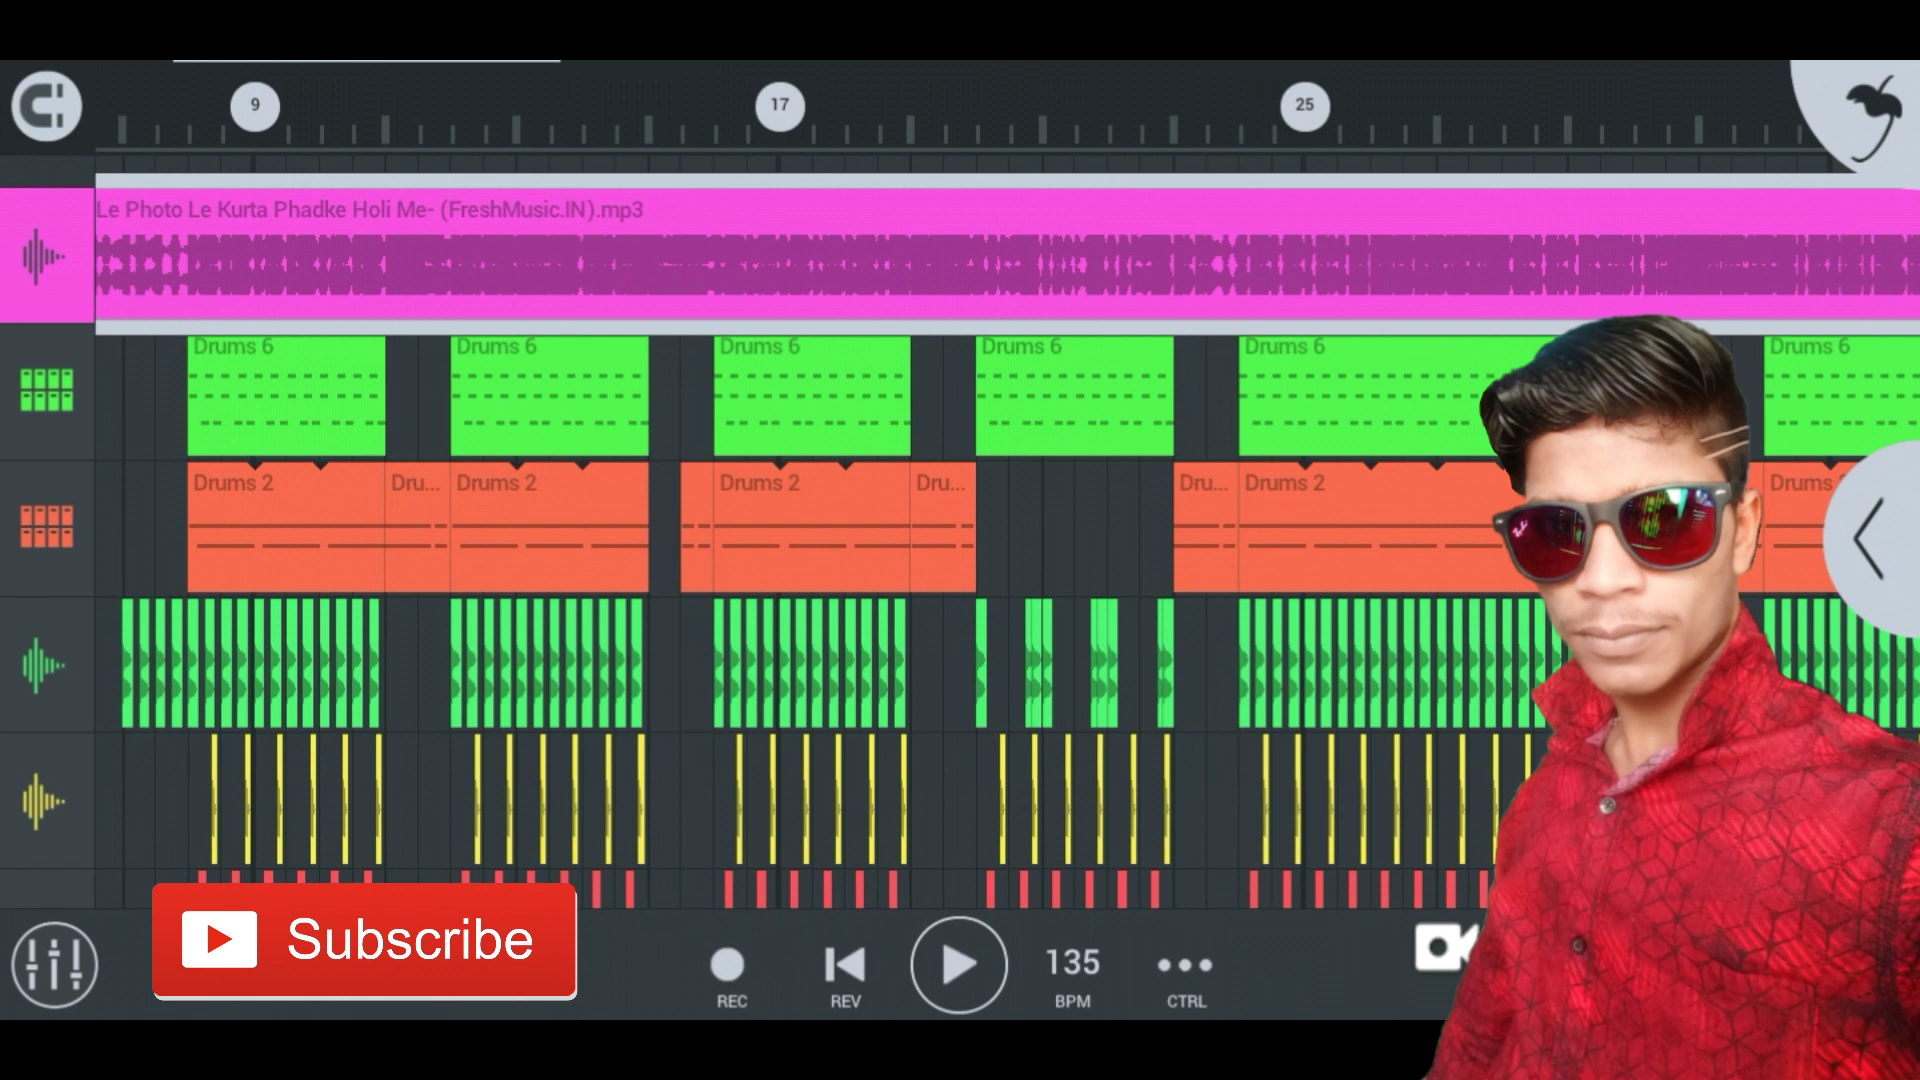 9 17 25
Le Photo Le Kurta Phadke Holi Me- (FreshMusic.IN).mp3
Drums 6 Drums 6 Drums 6 Drums 6 Drums 6 Drums 6
Drums 2 Dru... Drums 2 Drums 2 Dru... Dru... Drums 2 Drums
Subscribe
135
REC REV BPM CTRL